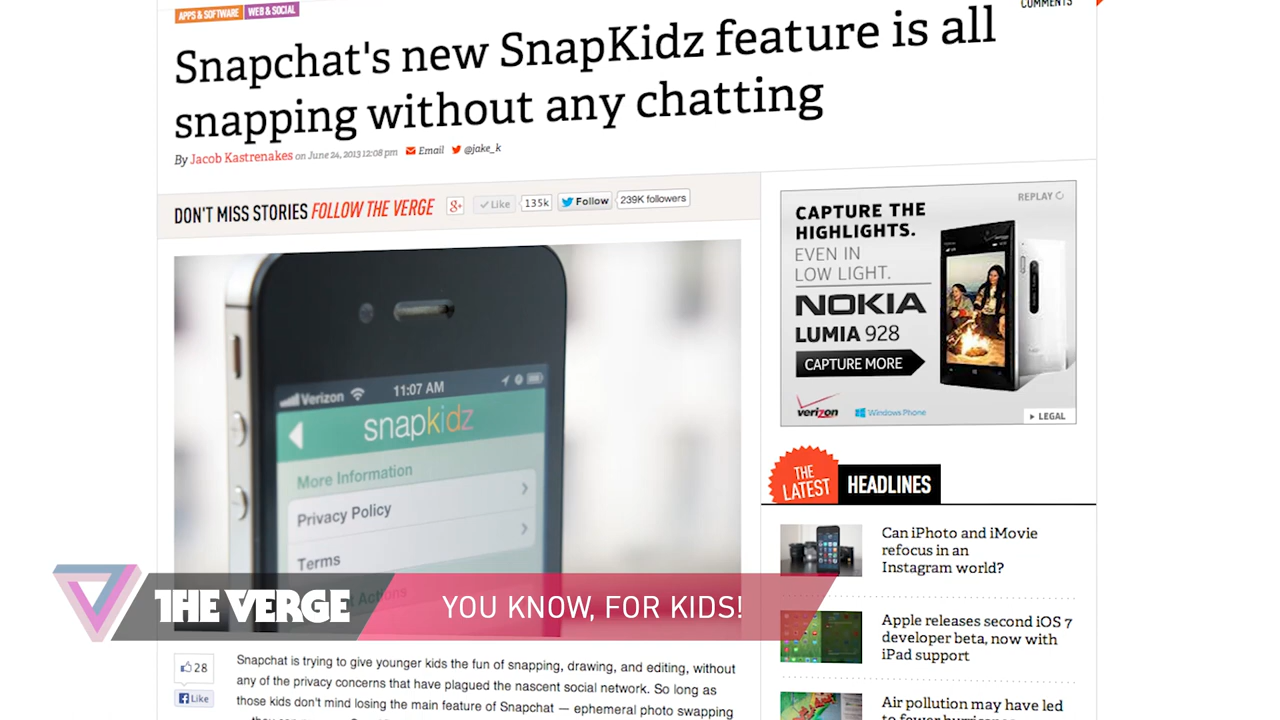 APPS & SOFTWARE WEB & SOCIAL
COMMENTS
Snapchat's new SnapKidz feature is all
snapping without any chatting
By Jacob Kastrenakes on June 24, 2013 12:08 pm Email @jake_k
DON'T MISS STORIES FOLLOW THE VERGE
g+ Like 135k Follow 239K followers
Verizon 11:07 AM
snapkidz
More Information
Privacy Policy
Terms
Actions
REPLAY
CAPTURE THE
HIGHLIGHTS.
EVEN IN
LOW LIGHT.
NOKIA
LUMIA 928
CAPTURE MORE
verizon Windows Phone
LEGAL
THE
LATEST
HEADLINES
Can iPhoto and iMovie
refocus in an
Instagram world?
Apple releases second iOS 7
developer beta, now with
iPad support
Air pollution may have led
THE VERGE
YOU KNOW, FOR KIDS!
28
Like
Snapchat is trying to give younger kids the fun of snapping, drawing, and editing, without
any of the privacy concerns that have plagued the nascent social network. So long as
those kids don't mind losing the main feature of Snapchat — ephemeral photo swapping